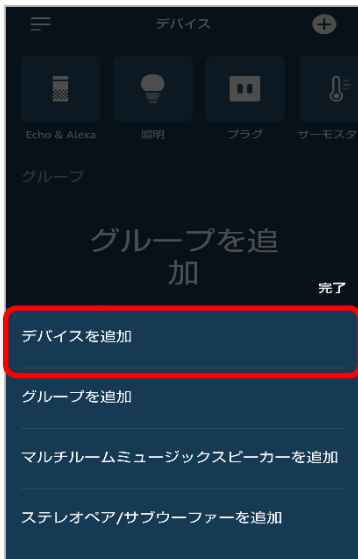 デバイス
Echo & Alexa 照明 プラグ サーモスタ
グループ
グループを追
加
完了
デバイスを追加
グループを追加
マルチルームミュージックスピーカーを追加
ステレオペア/サブウーファーを追加